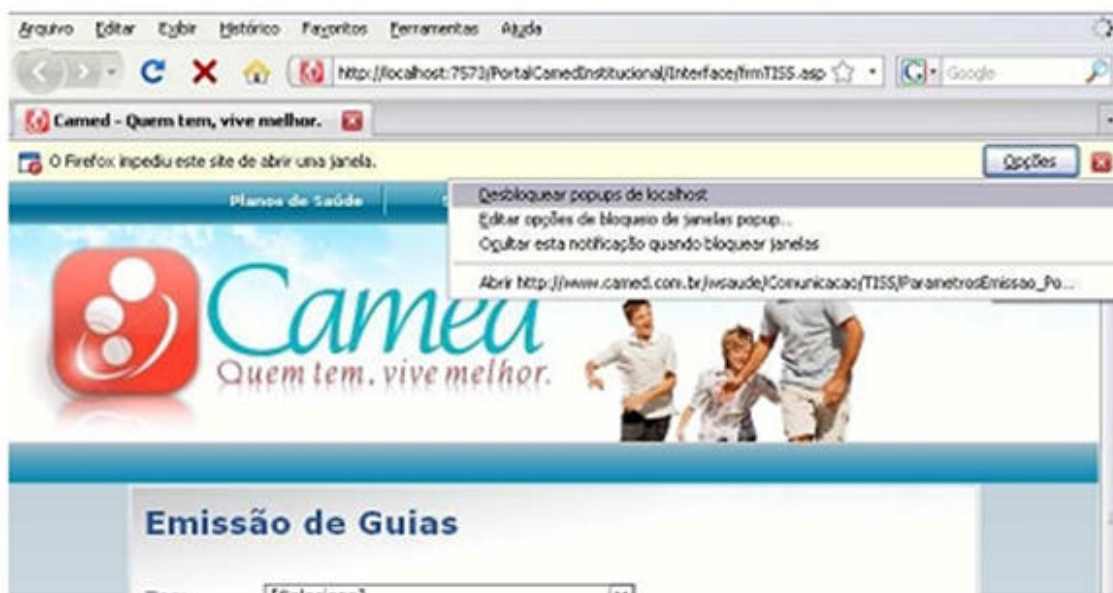 Arquivo Editar Exibir Histórico Favoritos Ferramentas Ajuda
http://localhost:7573/PortalCamedInstitucional/Interface/frmTISS.asp
Google
Camed - Quem tem, vive melhor.
O Firefox impediu este site de abrir uma janela.
Opções
Planos de Saúde
Desbloquear popups de localhost
Editar opções de bloqueio de janelas popup...
Ocultar esta notificação quando bloquear janelas
Abrir http://www.camed.com.br/wsaude/Comunicacao/TISS/ParametrosEmissao_Po...
Camed
Quem tem, vive melhor.
Emissão de Guias
[Selecione]